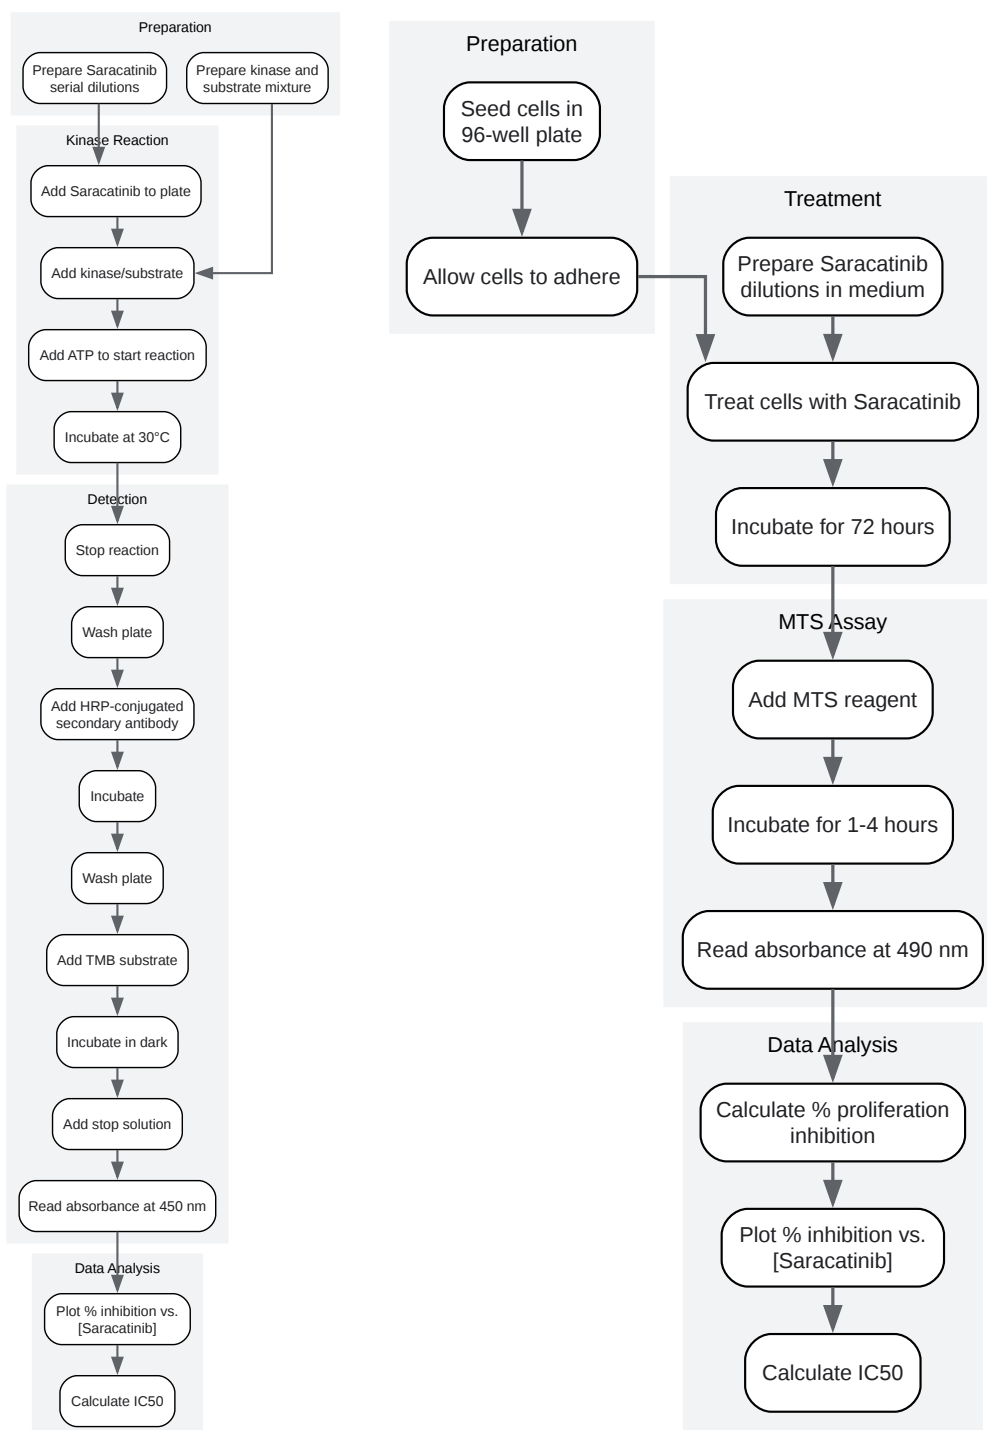 Preparation
Prepare Saracatinib
serial dilutions
Prepare kinase and
substrate mixture
Kinase Reaction
Add Saracatinib to plate
Add kinase/substrate
Add ATP to start reaction
Incubate at 30°C
Detection
Stop reaction
Wash plate
Add HRP-conjugated
secondary antibody
Incubate
Wash plate
Add TMB substrate
Incubate in dark
Add stop solution
Read absorbance at 450 nm
Data Analysis
Plot % inhibition vs.
[Saracatinib]
Calculate IC50
Preparation
Seed cells in
96-well plate
Allow cells to adhere
Treatment
Prepare Saracatinib
dilutions in medium
Treat cells with Saracatinib
Incubate for 72 hours
MTS Assay
Add MTS reagent
Incubate for 1-4 hours
Read absorbance at 490 nm
Data Analysis
Calculate % proliferation
inhibition
Plot % inhibition vs.
[Saracatinib]
Calculate IC50